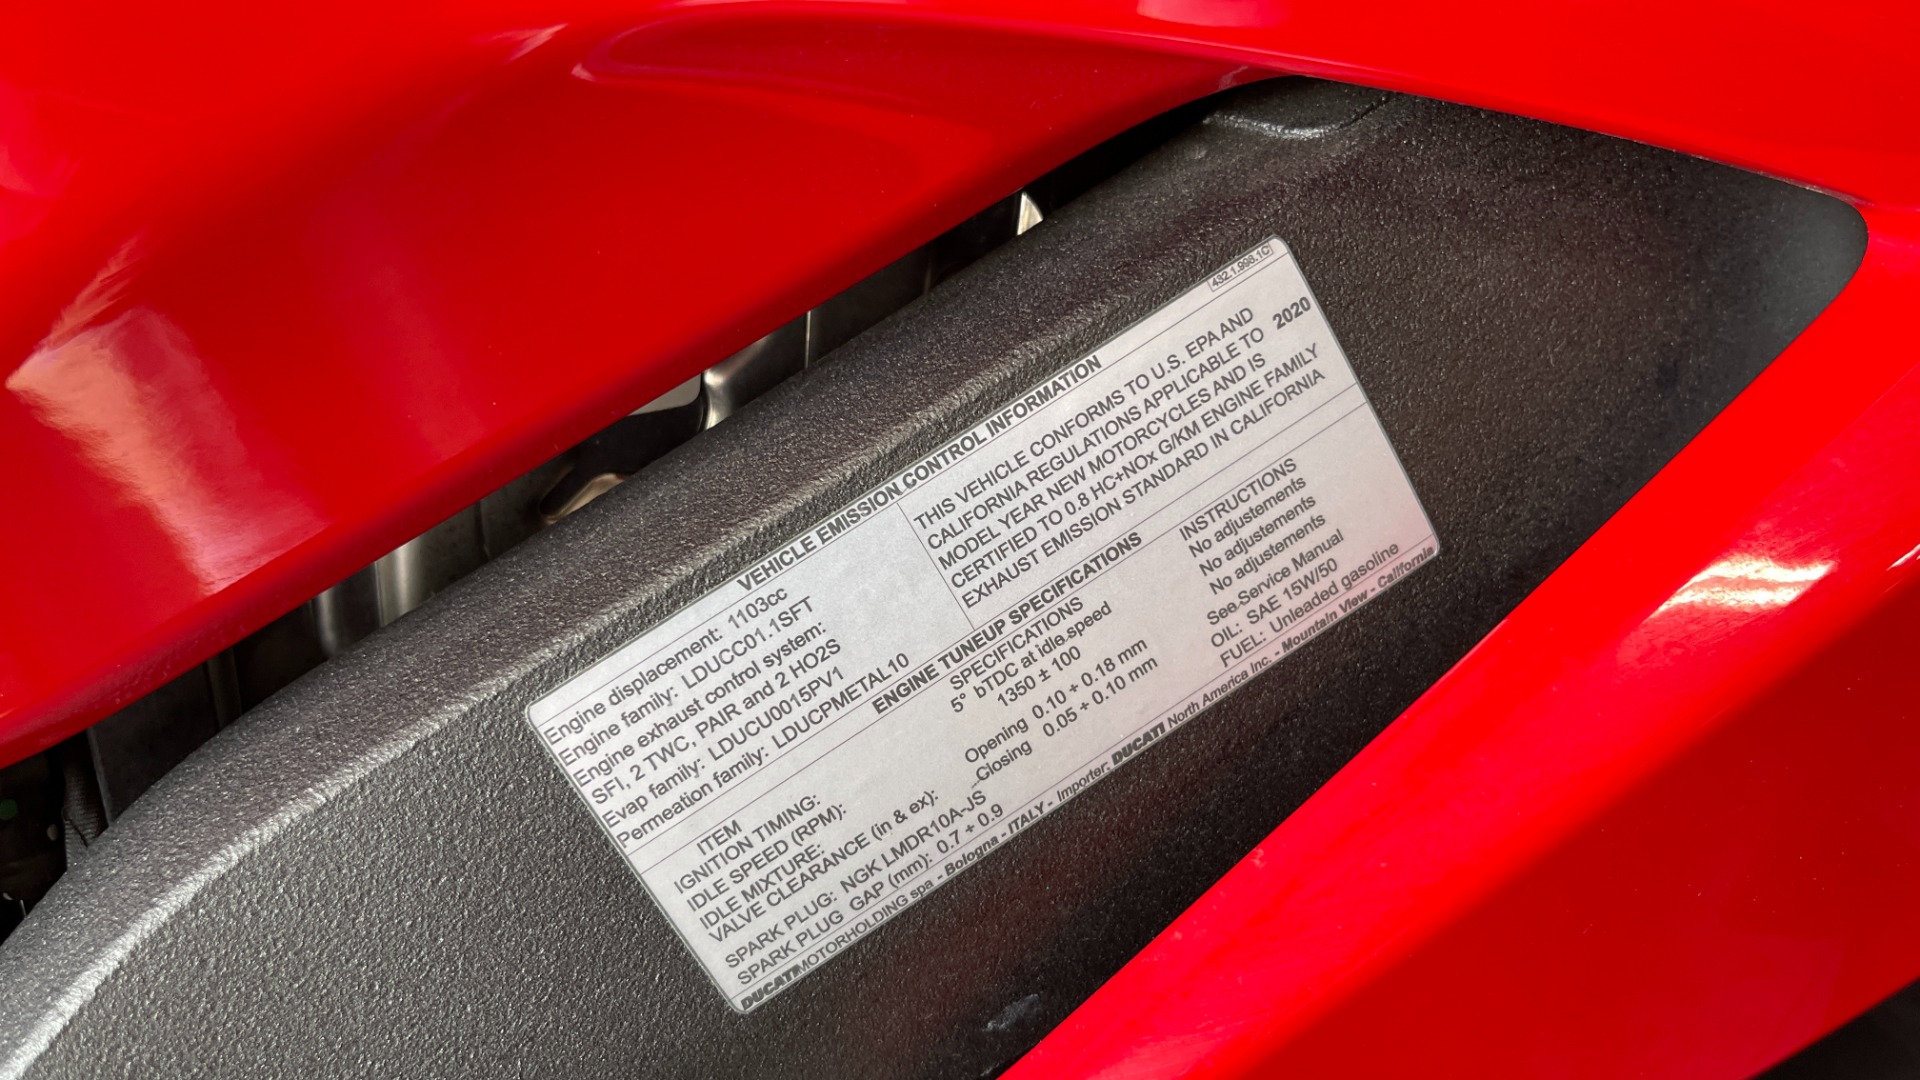 432.1.998.1C
VEHICLE EMISSION CONTROL INFORMATION
Engine displacement: 1103cc
Engine family: LDUCC01.1SFT
Engine exhaust control system:
SFI, 2 TWC, PAIR and 2 HO2S
Evap family: LDUCU0015PV1
Permeation family: LDUCPMETAL10
THIS VEHICLE CONFORMS TO U.S. EPA AND
CALIFORNIA REGULATIONS APPLICABLE TO 2020
MODEL YEAR NEW MOTORCYCLES AND IS
CERTIFIED TO 0.8 HC+NOx G/KM ENGINE FAMILY
EXHAUST EMISSION STANDARD IN CALIFORNIA
ENGINE TUNEUP SPECIFICATIONS
ITEM SPECIFICATIONS INSTRUCTIONS
IGNITION TIMING: 5° bTDC at idle speed No adjustements
IDLE SPEED (RPM): 1350 ± 100 No adjustements
IDLE MIXTURE: No adjustements
VALVE CLEARANCE (in & ex): Opening 0.10 ÷ 0.18 mm See Service Manual
Closing 0.05 ÷ 0.10 mm
SPARK PLUG: NGK LMDR10A-JS OIL: SAE 15W/50
SPARK PLUG GAP (mm): 0.7 ÷ 0.9 FUEL: Unleaded gasoline
DUCATI MOTORHOLDING spa - Bologna - ITALY - Importer: DUCATI North America Inc. - Mountain View - California